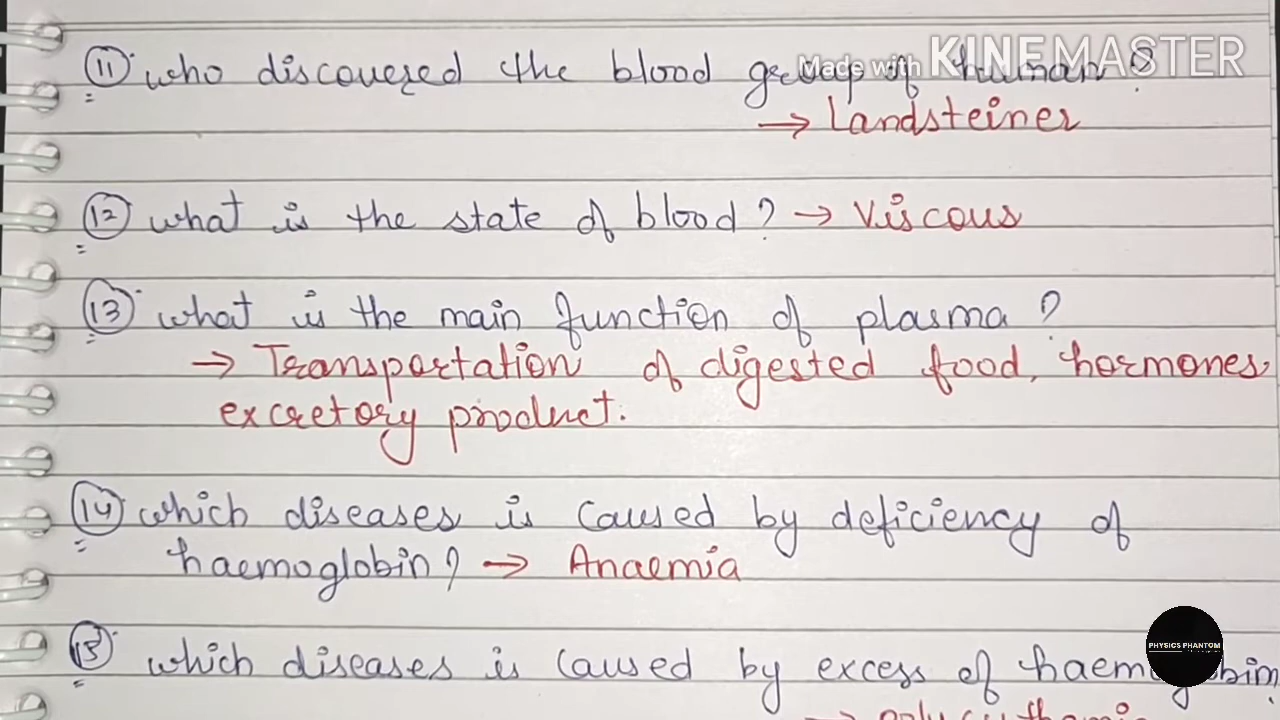 Made with KINEMASTER
(11) who discovered the blood group of human?
→ Landsteiner
(12) what is the state of blood? → Viscous
(13) what is the main function of plasma?
→ Transportation of digested food, hormones,
excretory product.
(14) which diseases is caused by deficiency of
haemoglobin? → Anaemia
(15) which diseases is caused by excess of haemoglobin?
PHYSICS PHANTOM